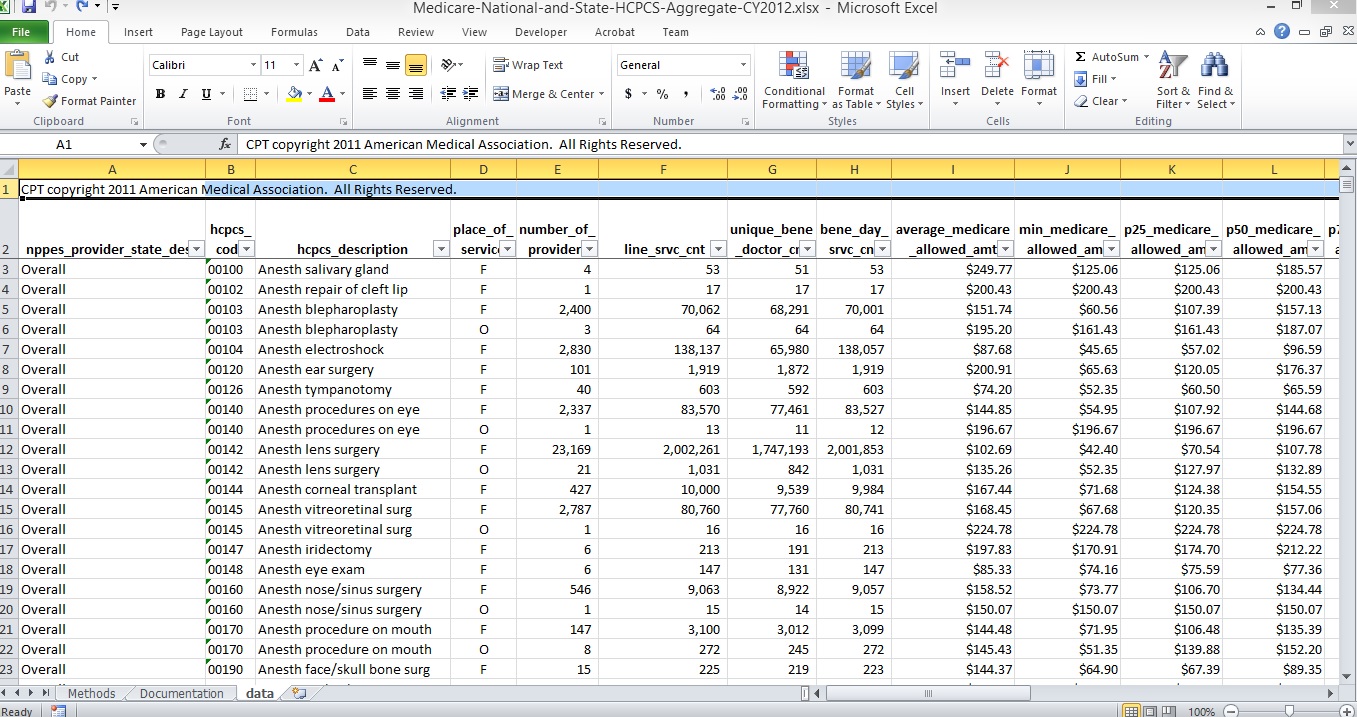 Medicare-National-and-State-HCPCS-Aggregate-CY2012.xlsx - Microsoft Excel
File Home Insert Page Layout Formulas Data Review View Developer Acrobat Team
Cut
Copy
Format Painter
Paste
Clipboard
Calibri 11
B I U
Font
Wrap Text
Merge & Center
Alignment
General
$ % ,
Number
Conditional Formatting
Format as Table
Cell Styles
Styles
Insert Delete Format
Cells
AutoSum
Fill
Clear
Sort & Filter
Find & Select
Editing
A1 fx CPT copyright 2011 American Medical Association. All Rights Reserved.
A B C D E F G H I J K L
1 CPT copyright 2011 American Medical Association. All Rights Reserved.
hcpcs_ place_of_ number_of_ unique_bene bene_day_ average_medicare min_medicare_ p25_medicare_ p50_medicare_
2 nppes_provider_state_des cod hcpcs_description servic provider line_srvc_cnt _doctor_cr srvc_cn _allowed_amt allowed_am allowed_am allowed_am
3 Overall 00100 Anesth salivary gland F 4 53 51 53 $249.77 $125.06 $125.06 $185.57
4 Overall 00102 Anesth repair of cleft lip F 1 17 17 17 $200.43 $200.43 $200.43 $200.43
5 Overall 00103 Anesth blepharoplasty F 2,400 70,062 68,291 70,001 $151.74 $60.56 $107.39 $157.13
6 Overall 00103 Anesth blepharoplasty O 3 64 64 64 $195.20 $161.43 $161.43 $187.07
7 Overall 00104 Anesth electroshock F 2,830 138,137 65,980 138,057 $87.68 $45.65 $57.02 $96.59
8 Overall 00120 Anesth ear surgery F 101 1,919 1,872 1,919 $200.91 $65.63 $120.05 $176.37
9 Overall 00126 Anesth tympanotomy F 40 603 592 603 $74.20 $52.35 $60.50 $65.59
10 Overall 00140 Anesth procedures on eye F 2,337 83,570 77,461 83,527 $144.85 $54.95 $107.92 $144.68
11 Overall 00140 Anesth procedures on eye O 1 13 11 12 $196.67 $196.67 $196.67 $196.67
12 Overall 00142 Anesth lens surgery F 23,169 2,002,261 1,747,193 2,001,853 $102.69 $42.40 $70.54 $107.78
13 Overall 00142 Anesth lens surgery O 21 1,031 842 1,031 $135.26 $52.35 $127.97 $132.89
14 Overall 00144 Anesth corneal transplant F 427 10,000 9,539 9,984 $167.44 $71.68 $124.38 $154.55
15 Overall 00145 Anesth vitreoretinal surg F 2,787 80,760 77,760 80,741 $168.45 $67.68 $120.35 $157.06
16 Overall 00145 Anesth vitreoretinal surg O 1 16 16 16 $224.78 $224.78 $224.78 $224.78
17 Overall 00147 Anesth iridectomy F 6 213 191 213 $197.83 $170.91 $174.70 $212.22
18 Overall 00148 Anesth eye exam F 6 147 131 147 $85.33 $74.16 $75.59 $77.36
19 Overall 00160 Anesth nose/sinus surgery F 546 9,063 8,922 9,057 $158.52 $73.77 $106.70 $134.44
20 Overall 00160 Anesth nose/sinus surgery O 1 15 14 15 $150.07 $150.07 $150.07 $150.07
21 Overall 00170 Anesth procedure on mouth F 147 3,100 3,012 3,099 $144.48 $71.95 $106.48 $135.39
22 Overall 00170 Anesth procedure on mouth O 8 272 245 272 $145.43 $51.35 $139.88 $152.20
23 Overall 00190 Anesth face/skull bone surg F 15 225 219 223 $144.37 $64.90 $67.39 $89.35
Methods Documentation data
Ready 100%